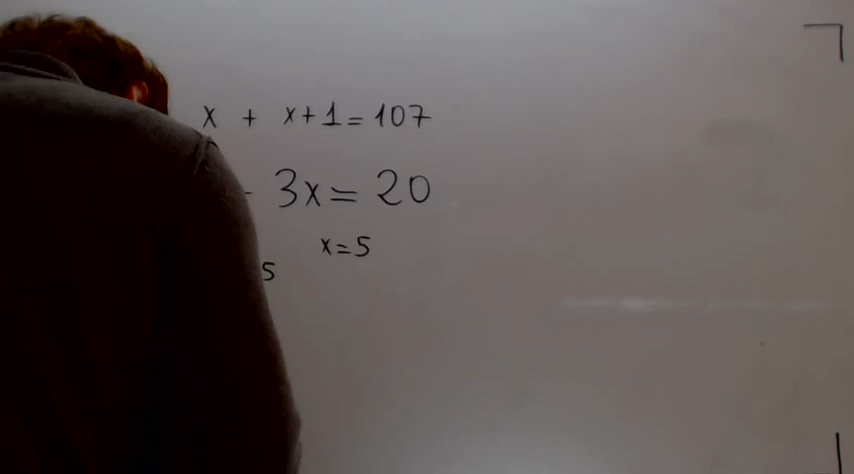 x + x+1=107
- 3x= 20
x=5
5